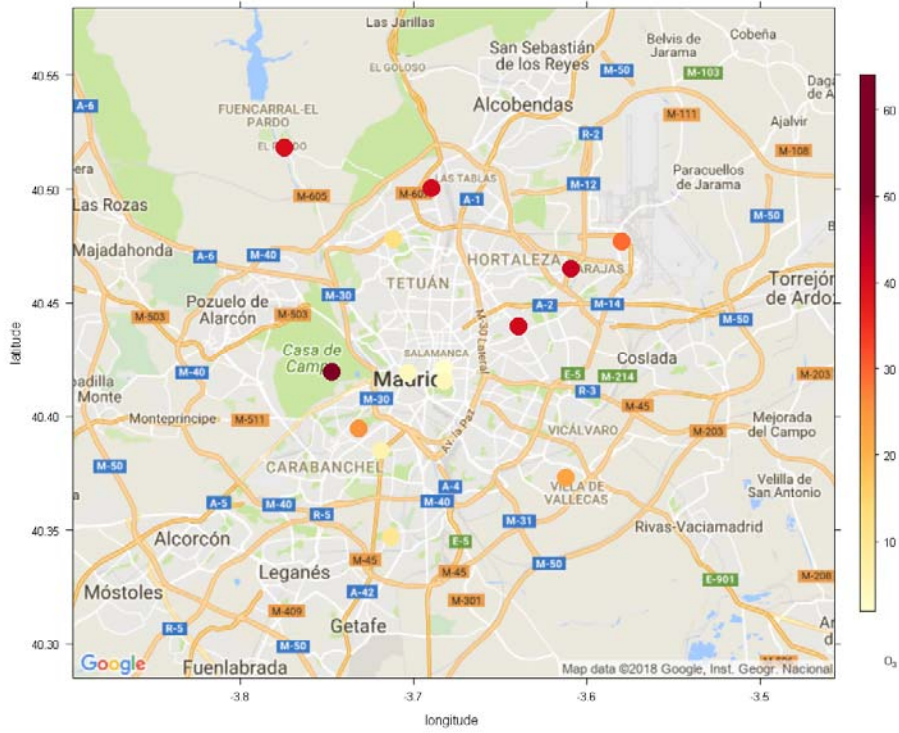 Las Jarillas
Belvis de
Jarama
Cobeña
San Sebastián
de los Reyes
EL GOLOSO
M-50
M-103
40.55
A-6
Alcobendas
FUENCARRAL-EL
PARDO
M-111
Ajalvir
R-2
M-108
LAS TABLAS
Paracuellos
de Jarama
M-12
40.50
M-605
A-1
Las Rozas
M-50
Majadahonda
A-6
M-40
HORTALEZA
TETUÁN
Torrejón
de Ardo
M-30
Pozuelo de
Alarcón
A-2
M-14
40.45
M-503
M-503
M-50
M-30 Lateral
Casa de
SALAMANCA
Coslada
M-40
E-5
M-214
M-203
R-3
M-30
M-45
40.40
Monteprincipe
M-511
Av. la Paz
VICÁLVARO
M-203
Mejorada
del Campo
M-50
CARABANCHEL
A-4
VILLA DE
VALLECAS
Velilla de
San Antonio
A-5
M-40
M-40
R-5
M-31
Rivas-Vaciamadrid
40.35
Alcorcón
E-5
M-45
M-50
Leganés
M-45
E-901
M-208
Móstoles
A-42
M-301
M-409
Getafe
R-5
M-50
40.30
Fuenlabrada
Google
Map data ©2018 Google, Inst. Geogr. Nacional
-3.8
-3.7
-3.6
-3.5
longitude
latitude
60
50
40
30
20
10
O₃